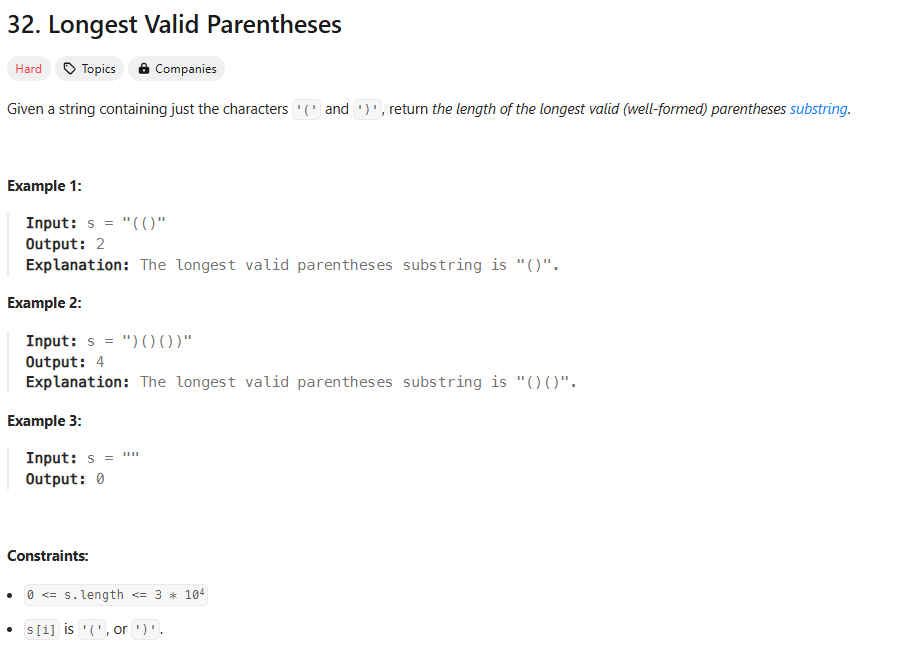 32. Longest Valid Parentheses
Hard Topics Companies
Given a string containing just the characters '(' and ')', return the length of the longest valid (well-formed) parentheses substring.
Example 1:
Input: s = "(()"
Output: 2
Explanation: The longest valid parentheses substring is "()".
Example 2:
Input: s = ")()())"
Output: 4
Explanation: The longest valid parentheses substring is "()()".
Example 3:
Input: s = ""
Output: 0
Constraints:
• 0 <= s.length <= 3 * 10⁴
• s[i] is '(', or ')'.